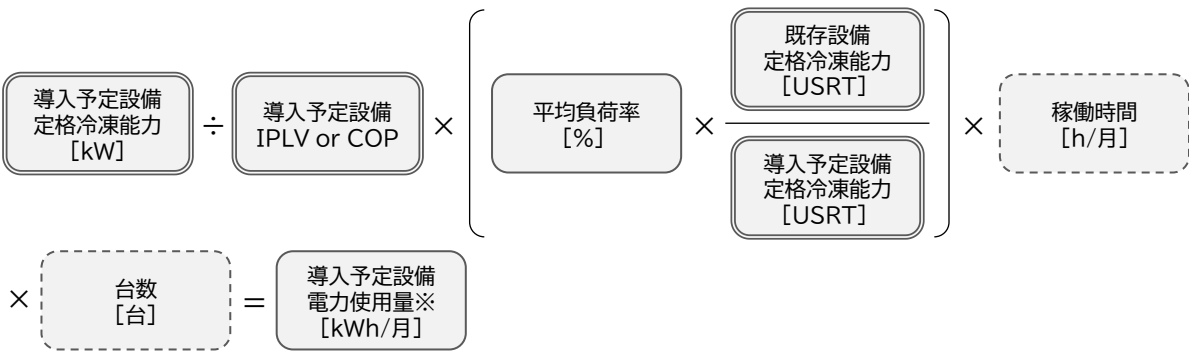 導入予定設備
定格冷凍能力
[kW]
÷
導入予定設備
IPLV or COP
×
平均負荷率
[%]
×
既存設備
定格冷凍能力
[USRT]
導入予定設備
定格冷凍能力
[USRT]
×
稼働時間
[h/月]
×
台数
[台]
=
導入予定設備
電力使用量※
[kWh/月]